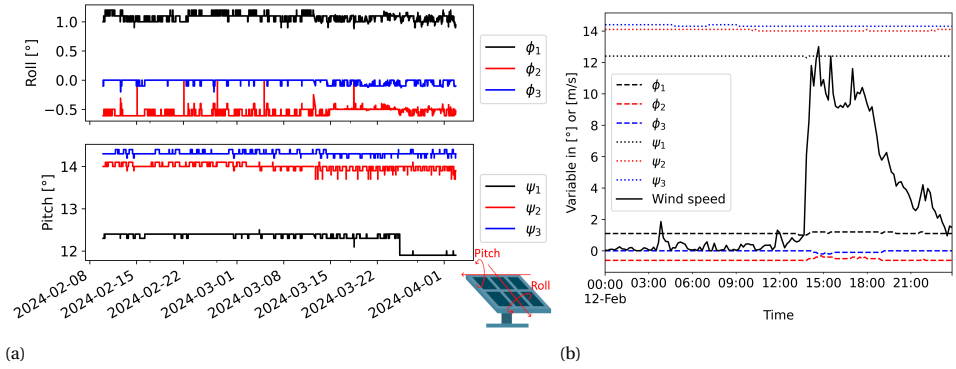 1.0
0.0
−0.5
Roll [°]
ϕ1
ϕ2
ϕ3
14
13
12
Pitch [°]
ψ1
ψ2
ψ3
2024-02-08
2024-02-15
2024-02-22
2024-03-01
2024-03-08
2024-03-15
2024-03-22
2024-04-01
Pitch
Roll
(a)
14
12
10
8
6
4
2
0
Variable in [°] or [m/s]
ϕ1
ϕ2
ϕ3
ψ1
ψ2
ψ3
Wind speed
00:00 03:00 06:00 09:00 12:00 15:00 18:00 21:00
12-Feb
Time
(b)